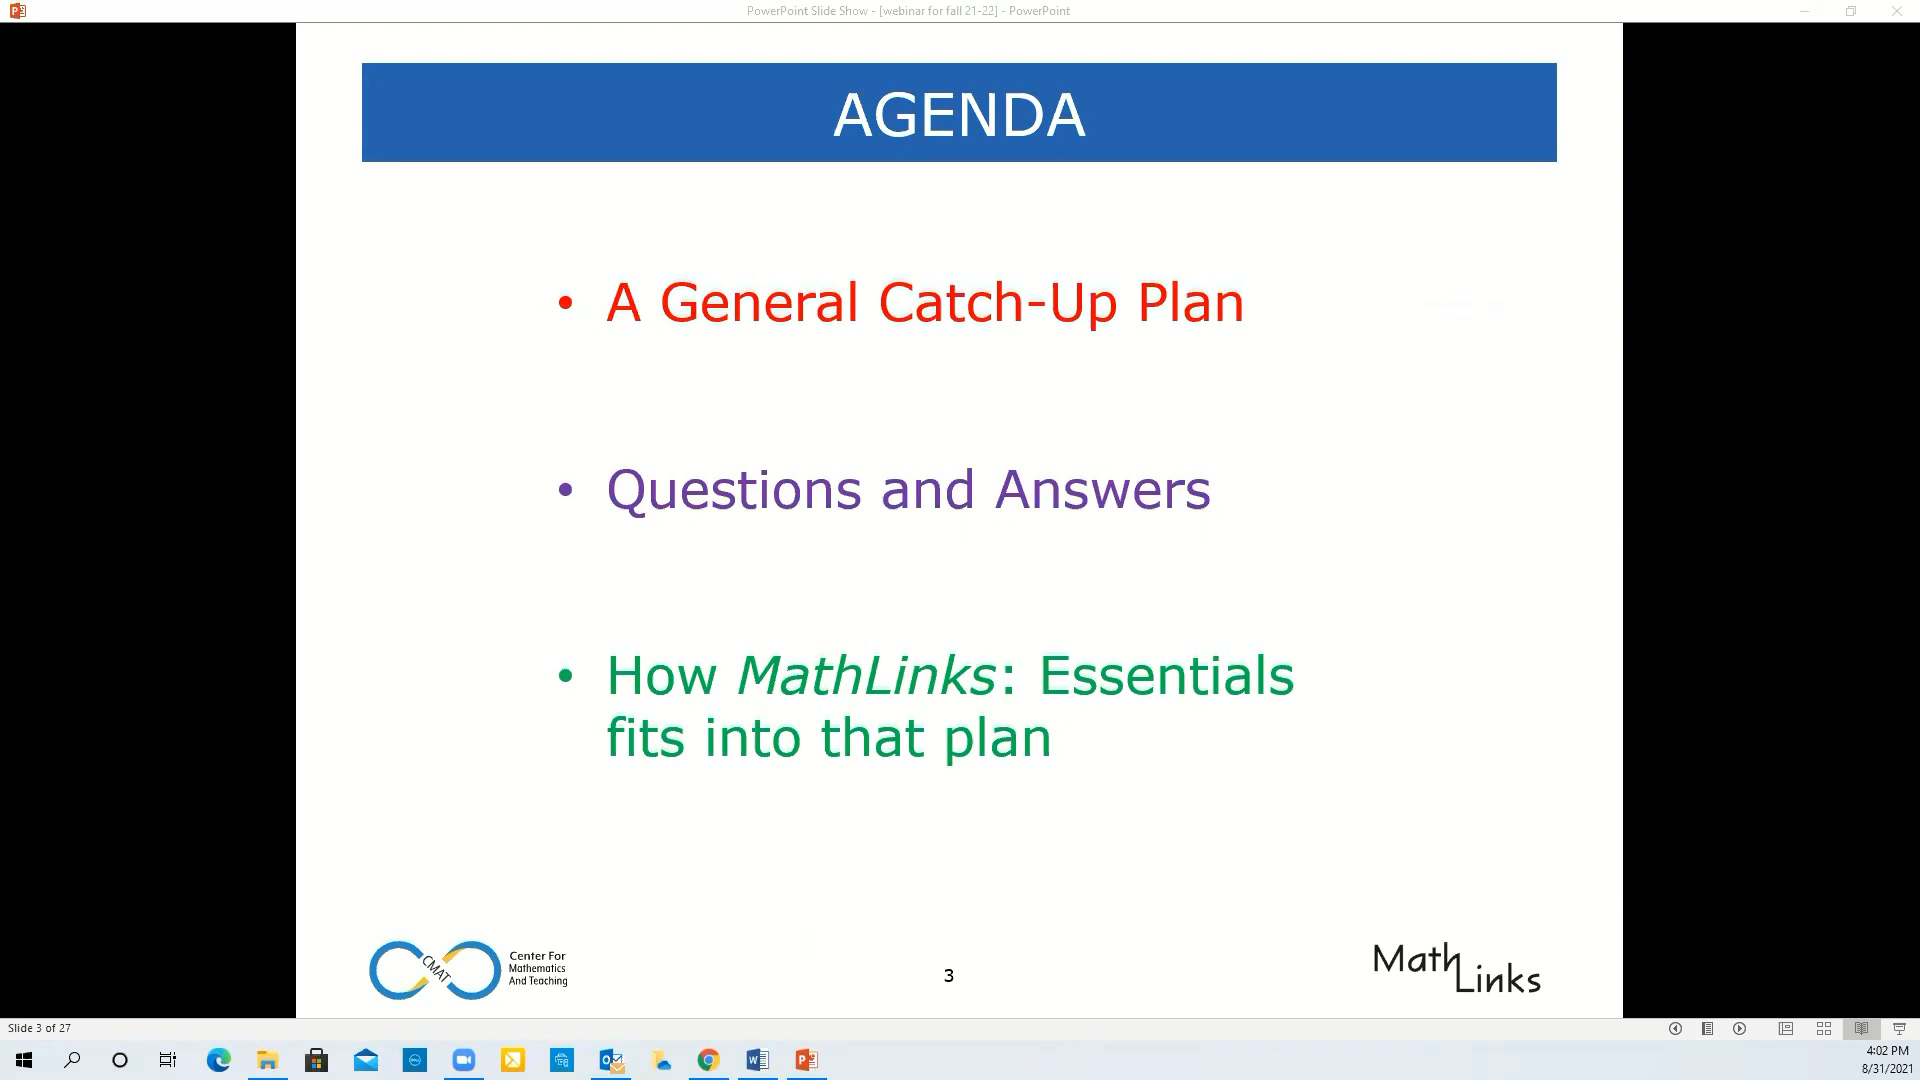 PowerPoint Slide Show - [webinar for fall 21-22] - PowerPoint
AGENDA
• A General Catch-Up Plan
• Questions and Answers
• How MathLinks: Essentials
fits into that plan
CMAT
Center For
Mathematics
And Teaching
3
Math
Links
Slide 3 of 27
4:02 PM
8/31/2021